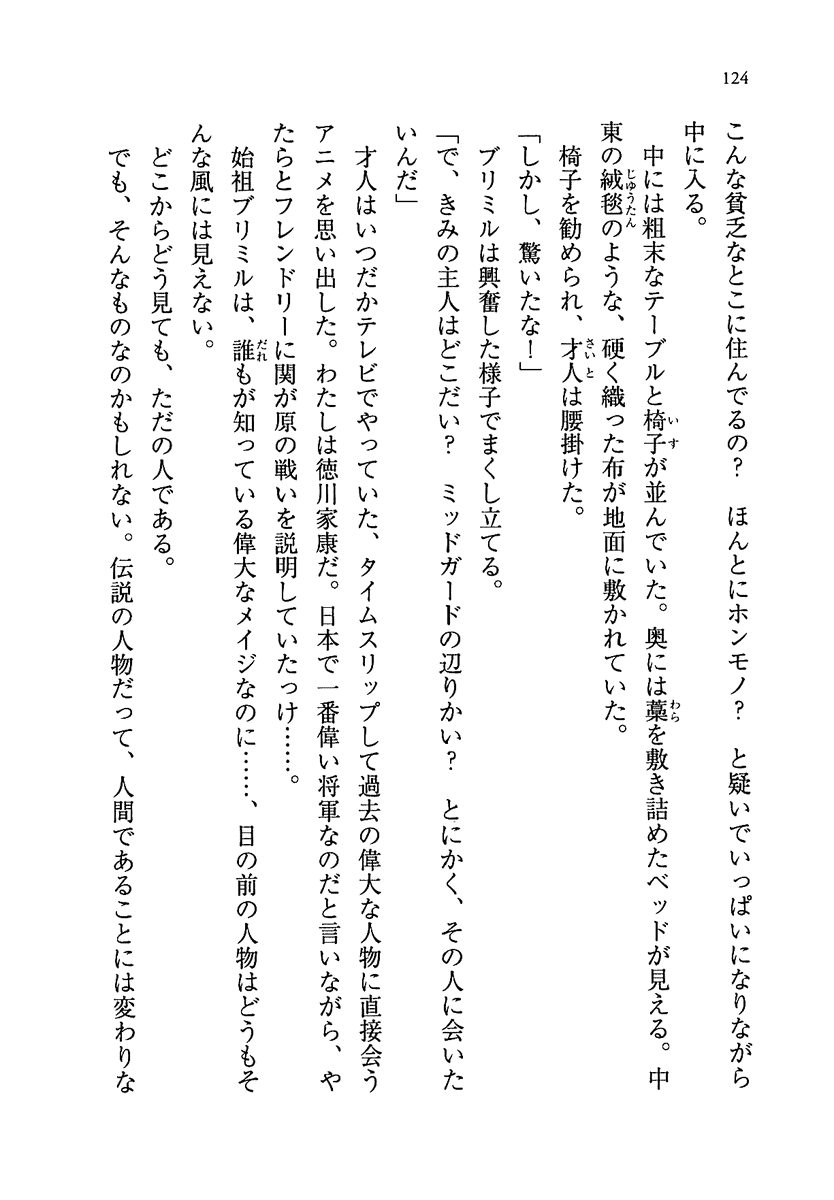 124
こんな貧乏なとこに住んでるの？　ほんとにホンモノ？　と疑いでいっぱいになりながら
中に入る。
　中には粗末なテーブルと椅子が並んでいた。奥には藁を敷き詰めたベッドが見える。中
東の絨毯のような、硬く織った布が地面に敷かれていた。
　椅子を勧められ、才人は腰掛けた。
「しかし、驚いたな！」
　ブリミルは興奮した様子でまくし立てる。
「で、きみの主人はどこだい？　ミッドガードの辺りかい？　とにかく、その人に会いた
いんだ」
　才人はいつだかテレビでやっていた、タイムスリップして過去の偉大な人物に直接会う
アニメを思い出した。わたしは徳川家康だ。日本で一番偉い将軍なのだと言いながら、や
たらとフレンドリーに関が原の戦いを説明していたっけ……。
　始祖ブリミルは、誰もが知っている偉大なメイジなのに……、目の前の人物はどうもそ
んな風には見えない。
　どこからどう見ても、ただの人である。
　でも、そんなものなのかもしれない。伝説の人物だって、人間であることには変わりな